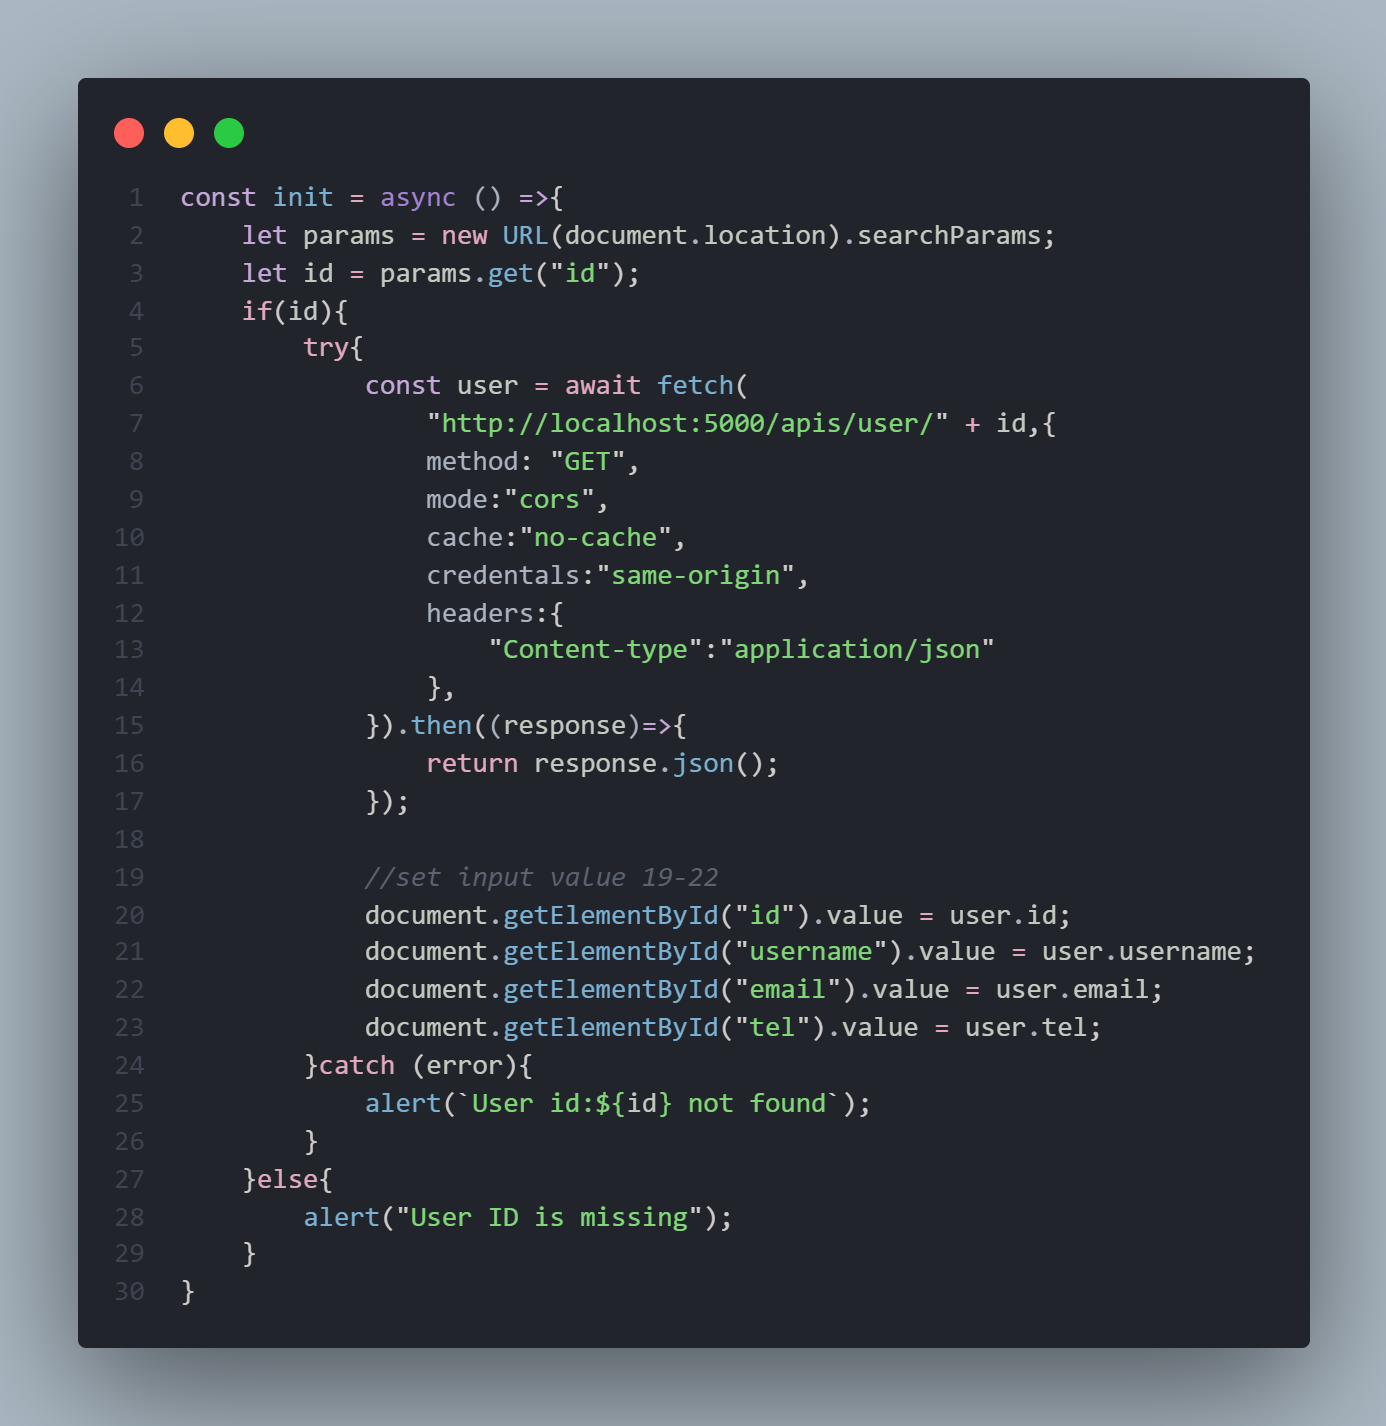 1 const init = async () =>{
2     let params = new URL(document.location).searchParams;
3     let id = params.get("id");
4     if(id){
5         try{
6             const user = await fetch(
7                 "http://localhost:5000/apis/user/" + id,{
8                 method: "GET",
9                 mode:"cors",
10                 cache:"no-cache",
11                 credentals:"same-origin",
12                 headers:{
13                     "Content-type":"application/json"
14                 },
15             }).then((response)=>{
16                 return response.json();
17             });
18
19             //set input value 19-22
20             document.getElementById("id").value = user.id;
21             document.getElementById("username").value = user.username;
22             document.getElementById("email").value = user.email;
23             document.getElementById("tel").value = user.tel;
24         }catch (error){
25             alert(`User id:${id} not found`);
26         }
27     }else{
28         alert("User ID is missing");
29     }
30 }